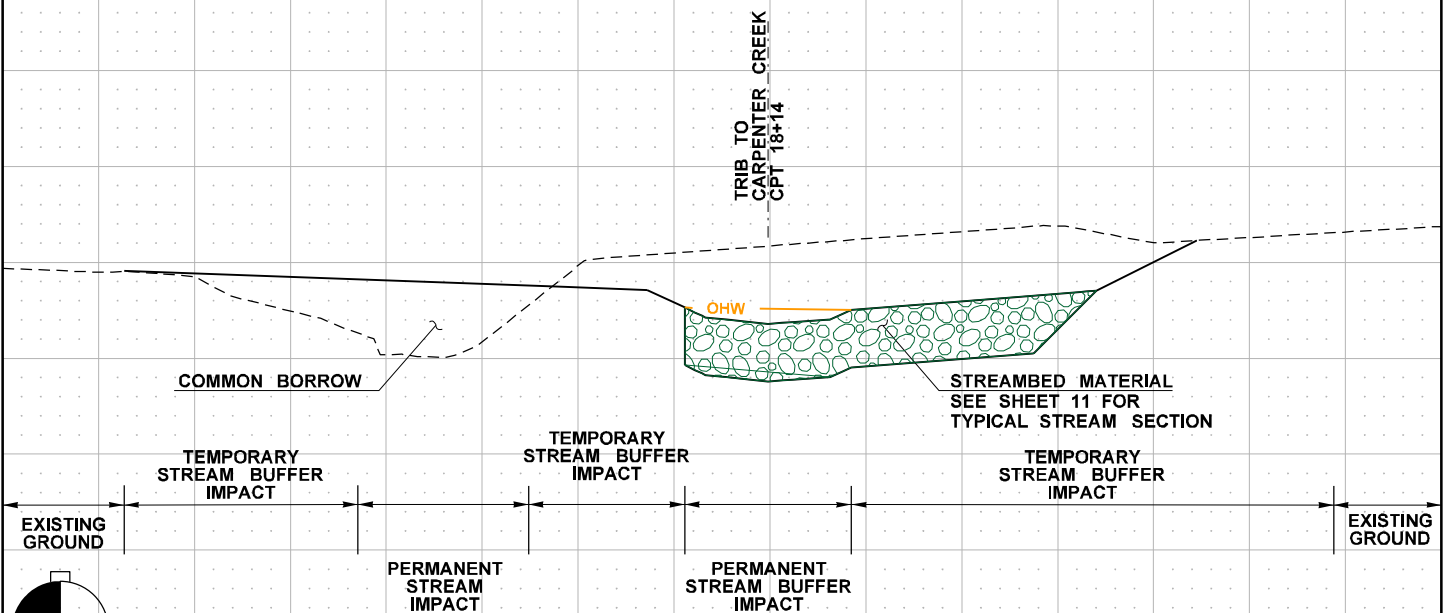 TRIB TO
CARPENTER CREEK
CPT 18+14
OHW
COMMON BORROW
STREAMBED MATERIAL
SEE SHEET 11 FOR
TYPICAL STREAM SECTION
TEMPORARY
STREAM BUFFER
IMPACT
TEMPORARY
STREAM BUFFER
IMPACT
TEMPORARY
STREAM BUFFER
IMPACT
EXISTING
GROUND
EXISTING
GROUND
PERMANENT
STREAM
IMPACT
PERMANENT
STREAM BUFFER
IMPACT